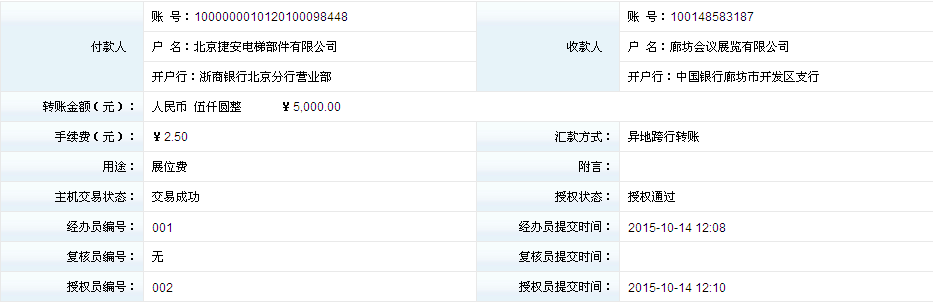 付款人
账 号：1000000010120100098448
户 名：北京捷安电梯部件有限公司
开户行：浙商银行北京分行营业部
收款人
账 号：100148583187
户 名：廊坊会议展览有限公司
开户行：中国银行廊坊市开发区支行
转账金额（元）： 人民币 伍仟圆整 ￥5,000.00
手续费（元）： ￥2.50 汇款方式： 异地跨行转账
用途： 展位费 附言：
主机交易状态： 交易成功 授权状态： 授权通过
经办员编号： 001 经办员提交时间： 2015-10-14 12:08
复核员编号： 无 复核员提交时间：
授权员编号： 002 授权员提交时间： 2015-10-14 12:10